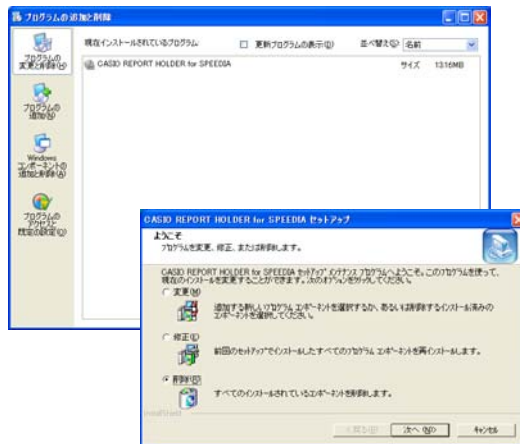 プログラムの追加と削除
現在インストールされているプログラム:
更新プログラムの表示(D)
並べ替え(S):
名前
プログラムの
変更と削除(H)
CASIO REPORT HOLDER for SPEEDIA
サイズ
13.16MB
プログラムの
追加(N)
Windows
コンポーネントの
追加と削除(A)
プログラムの
アクセスと
既定の設定(O)
CASIO REPORT HOLDER for SPEEDIA セットアップ
ようこそ
プログラムを変更、修正、または削除します。
CASIO REPORT HOLDER for SPEEDIA セットアップ メンテナンス プログラムへようこそ。このプログラムを使って、
現在のインストールを変更することができます。次のオプションをクリックしてください。
変更(M)
追加する新しいプログラム コンポーネントを選択するか、あるいは削除するインストール済みの
コンポーネントを選択してください。
修正(E)
前回のセットアップでインストールしたすべてのプログラム コンポーネントを再インストールします。
削除(R)
すべてのインストールされているコンポーネントを削除します。
InstallShield
< 戻る(B)
次へ(N)>
キャンセル